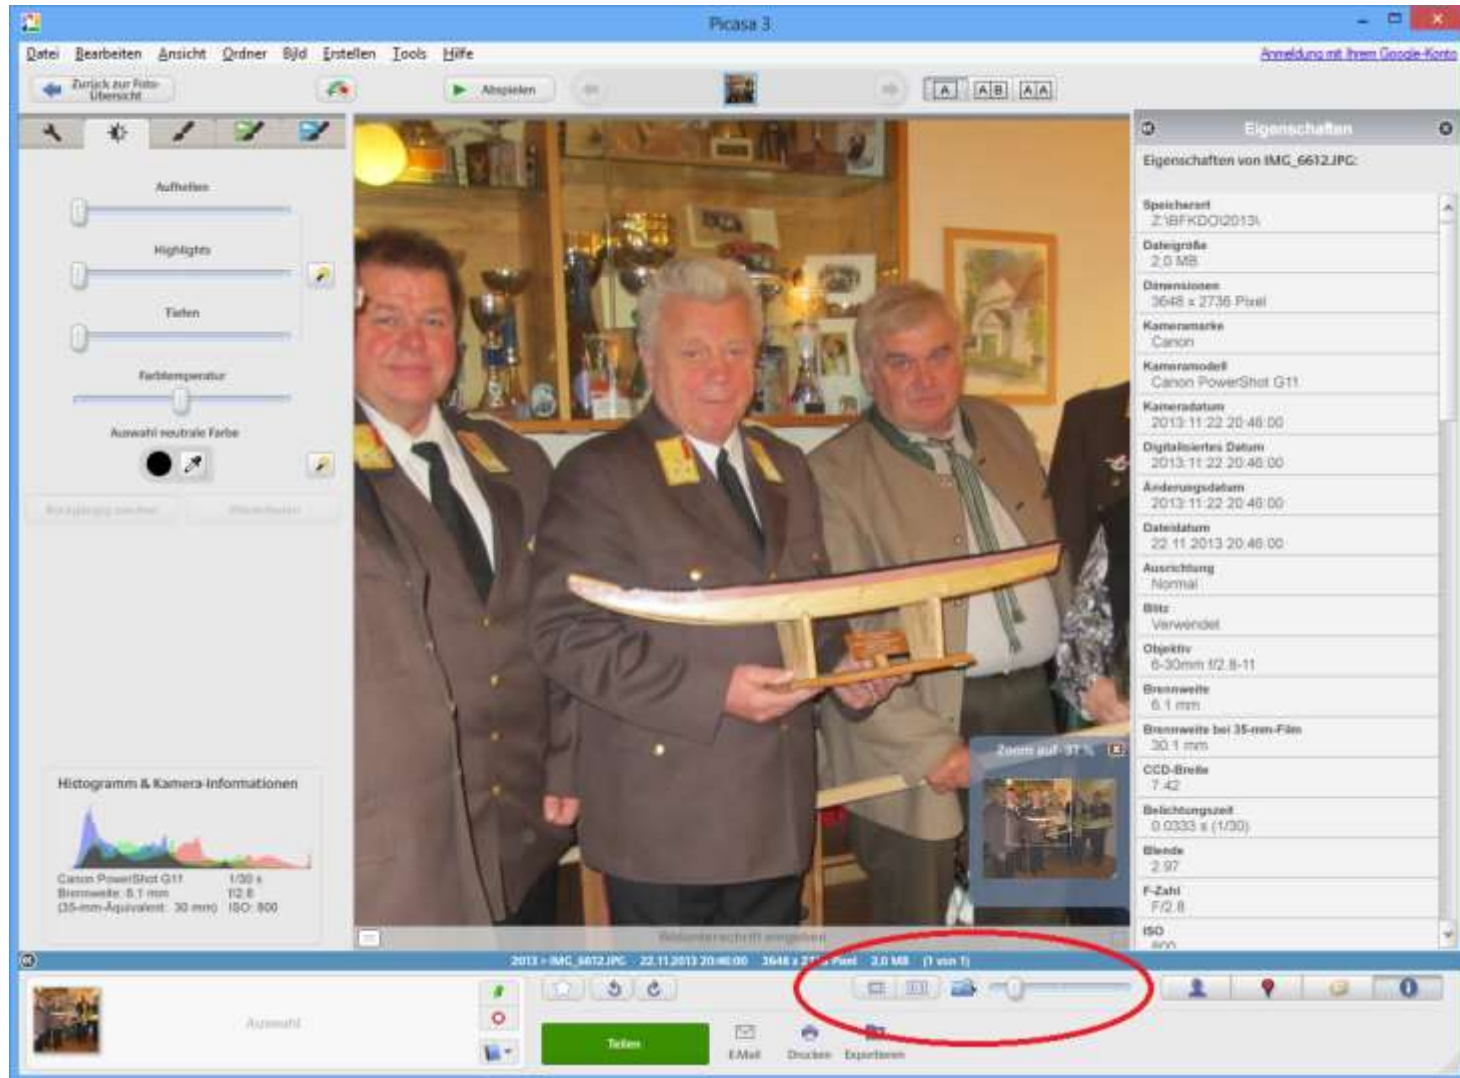 Picasa 3
Datei Bearbeiten Ansicht Ordner Bild Erstellen Tools Hilfe
Anmeldung mit Ihrem Google-Konto
Zurück zur Foto-
Übersicht
Abspielen
A
A B
A A
Aufhellen
Highlights
Tiefen
Farbtemperatur
Auswahl neutrale Farbe
Histogramm & Kamera-Informationen
Canon PowerShot G11 1/30 s
Brennweite: 6.1 mm f/2.8
(35-mm-Äquivalent: 30 mm) ISO: 800
Zoom auf: 37 %
Bildunterschrift eingeben
Eigenschaften
Eigenschaften von IMG_6612.JPG:
Speicherort
Z:\BFKDO\2013\
Dateigröße
2,0 MB
Dimensionen
3648 x 2736 Pixel
Kameramarke
Canon
Kameramodell
Canon PowerShot G11
Kameradatum
2013:11:22 20:46:00
Digitalisiertes Datum
2013:11:22 20:46:00
Änderungsdatum
2013:11:22 20:46:00
Dateidatum
22.11.2013 20:46:00
Ausrichtung
Normal
Blitz
Verwendet
Objektiv
6-30mm f/2.8-11
Brennweite
6.1 mm
Brennweite bei 35-mm-Film
30.1 mm
CCD-Breite
7.42
Belichtungszeit
0.0333 s (1/30)
Blende
2.97
F-Zahl
F/2.8
ISO
800
2013 > IMG_6612.JPG 22.11.2013 20:46:00 3648 x 2736 Pixel 2,0 MB (1 von 1)
Auswahl
Teilen
E-Mail
Drucken
Exportieren